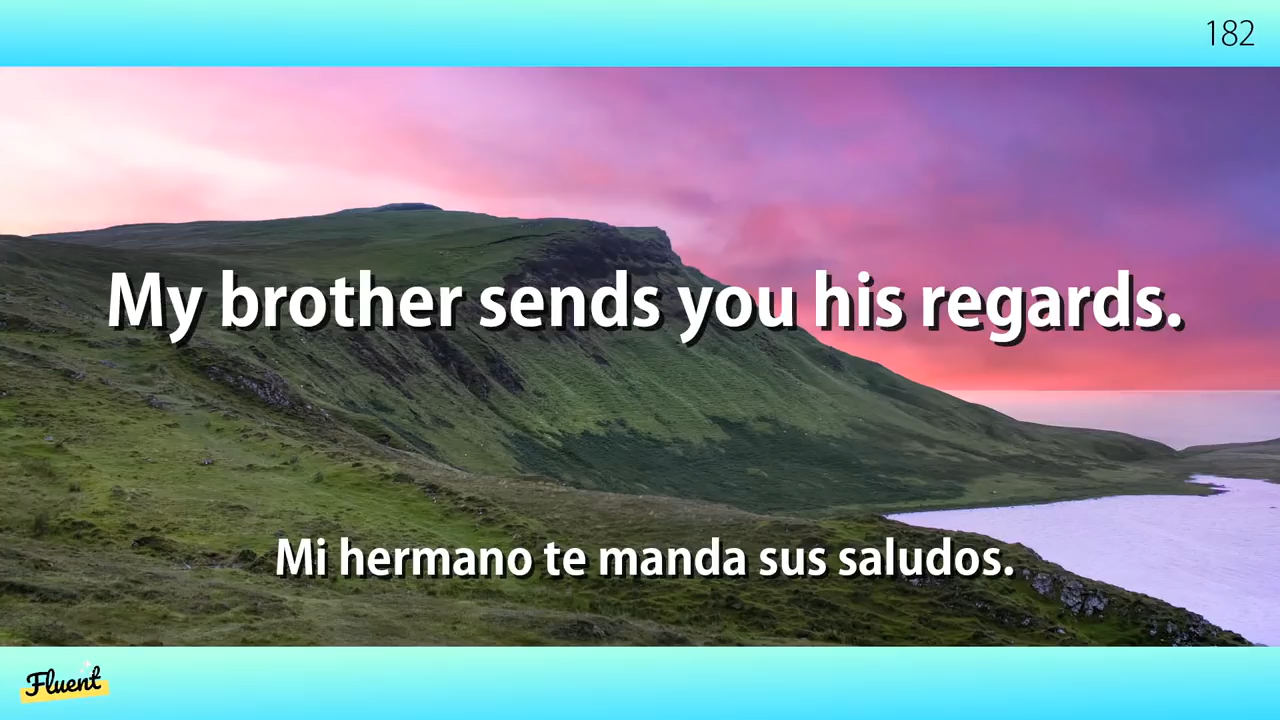 182
My brother sends you his regards.
Mi hermano te manda sus saludos.
Fluent